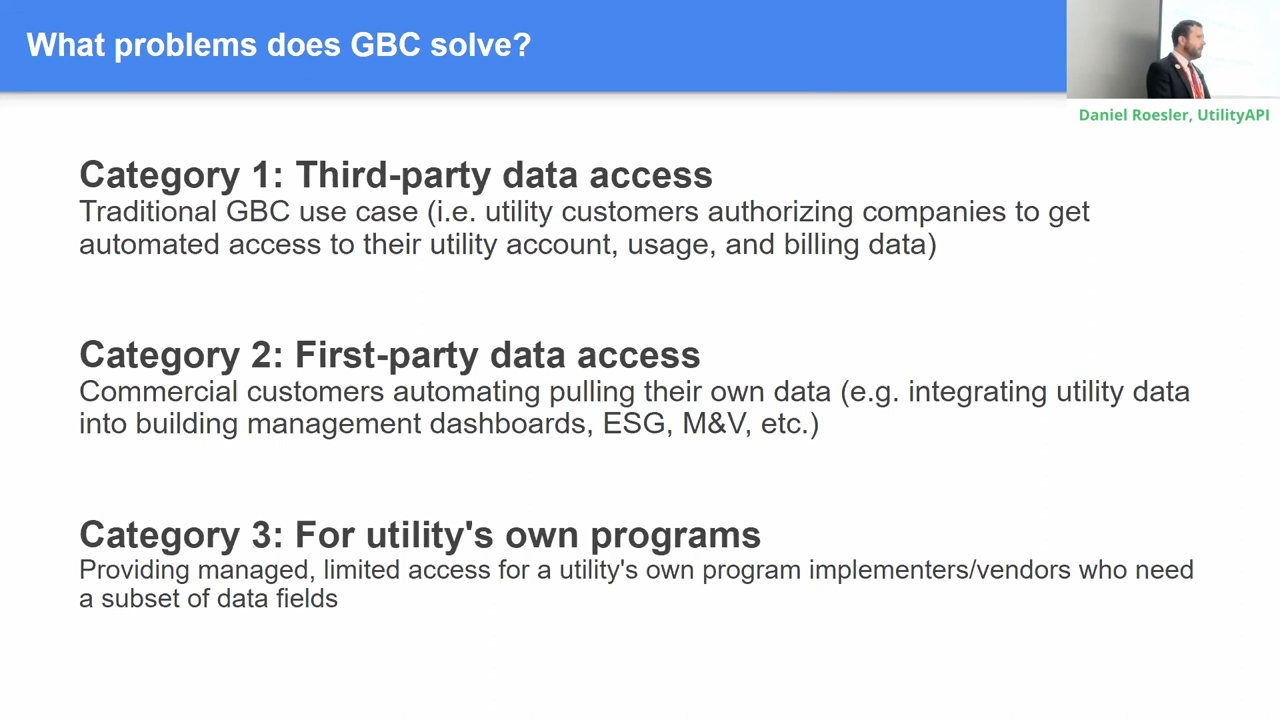 What problems does GBC solve?
Daniel Roesler, UtilityAPI
Category 1: Third-party data access
Traditional GBC use case (i.e. utility customers authorizing companies to get
automated access to their utility account, usage, and billing data)
Category 2: First-party data access
Commercial customers automating pulling their own data (e.g. integrating utility data
into building management dashboards, ESG, M&V, etc.)
Category 3: For utility's own programs
Providing managed, limited access for a utility's own program implementers/vendors who need
a subset of data fields